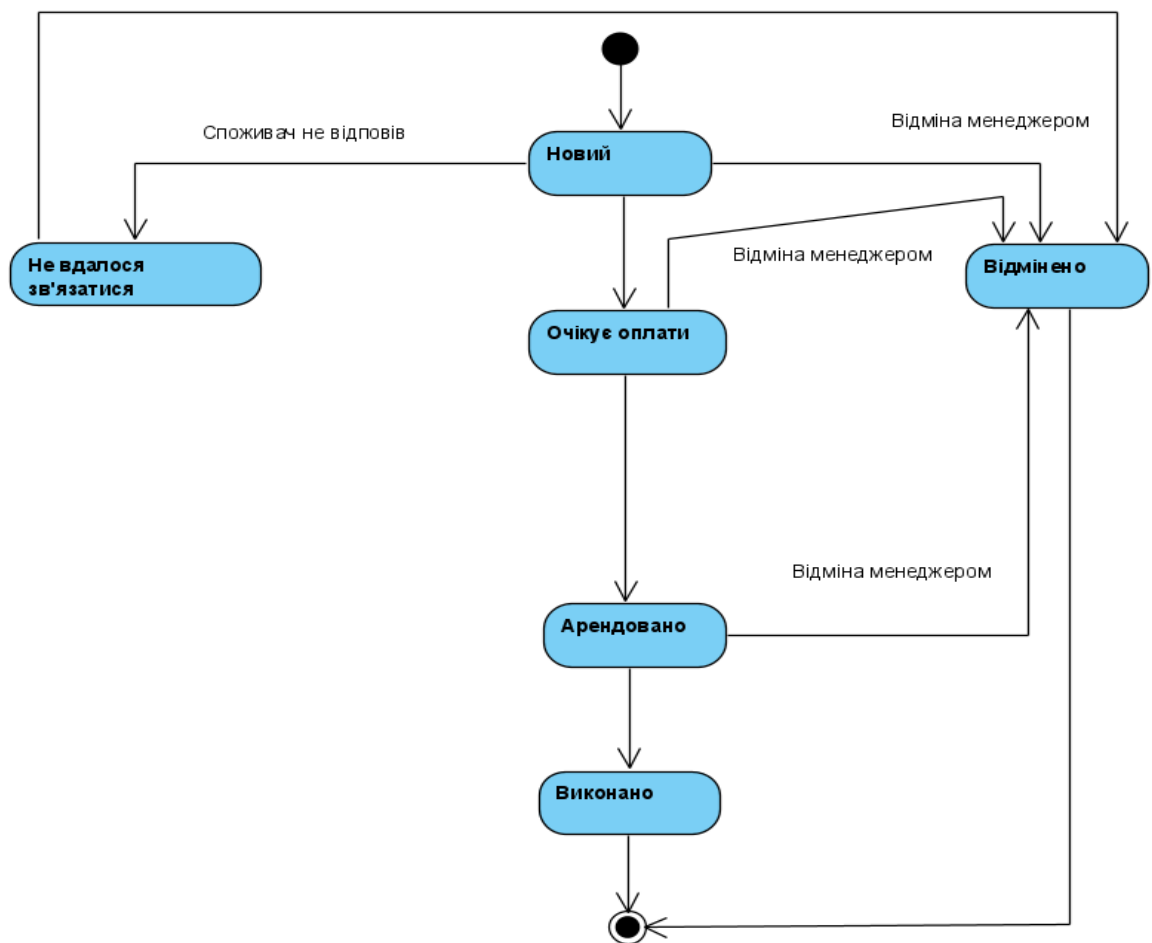 Відміна менеджером
Споживач не відповів
Новий
Відміна менеджером
Не вдалося
зв'язатися
Відмінено
Очікує оплати
Відміна менеджером
Арендовано
Виконано